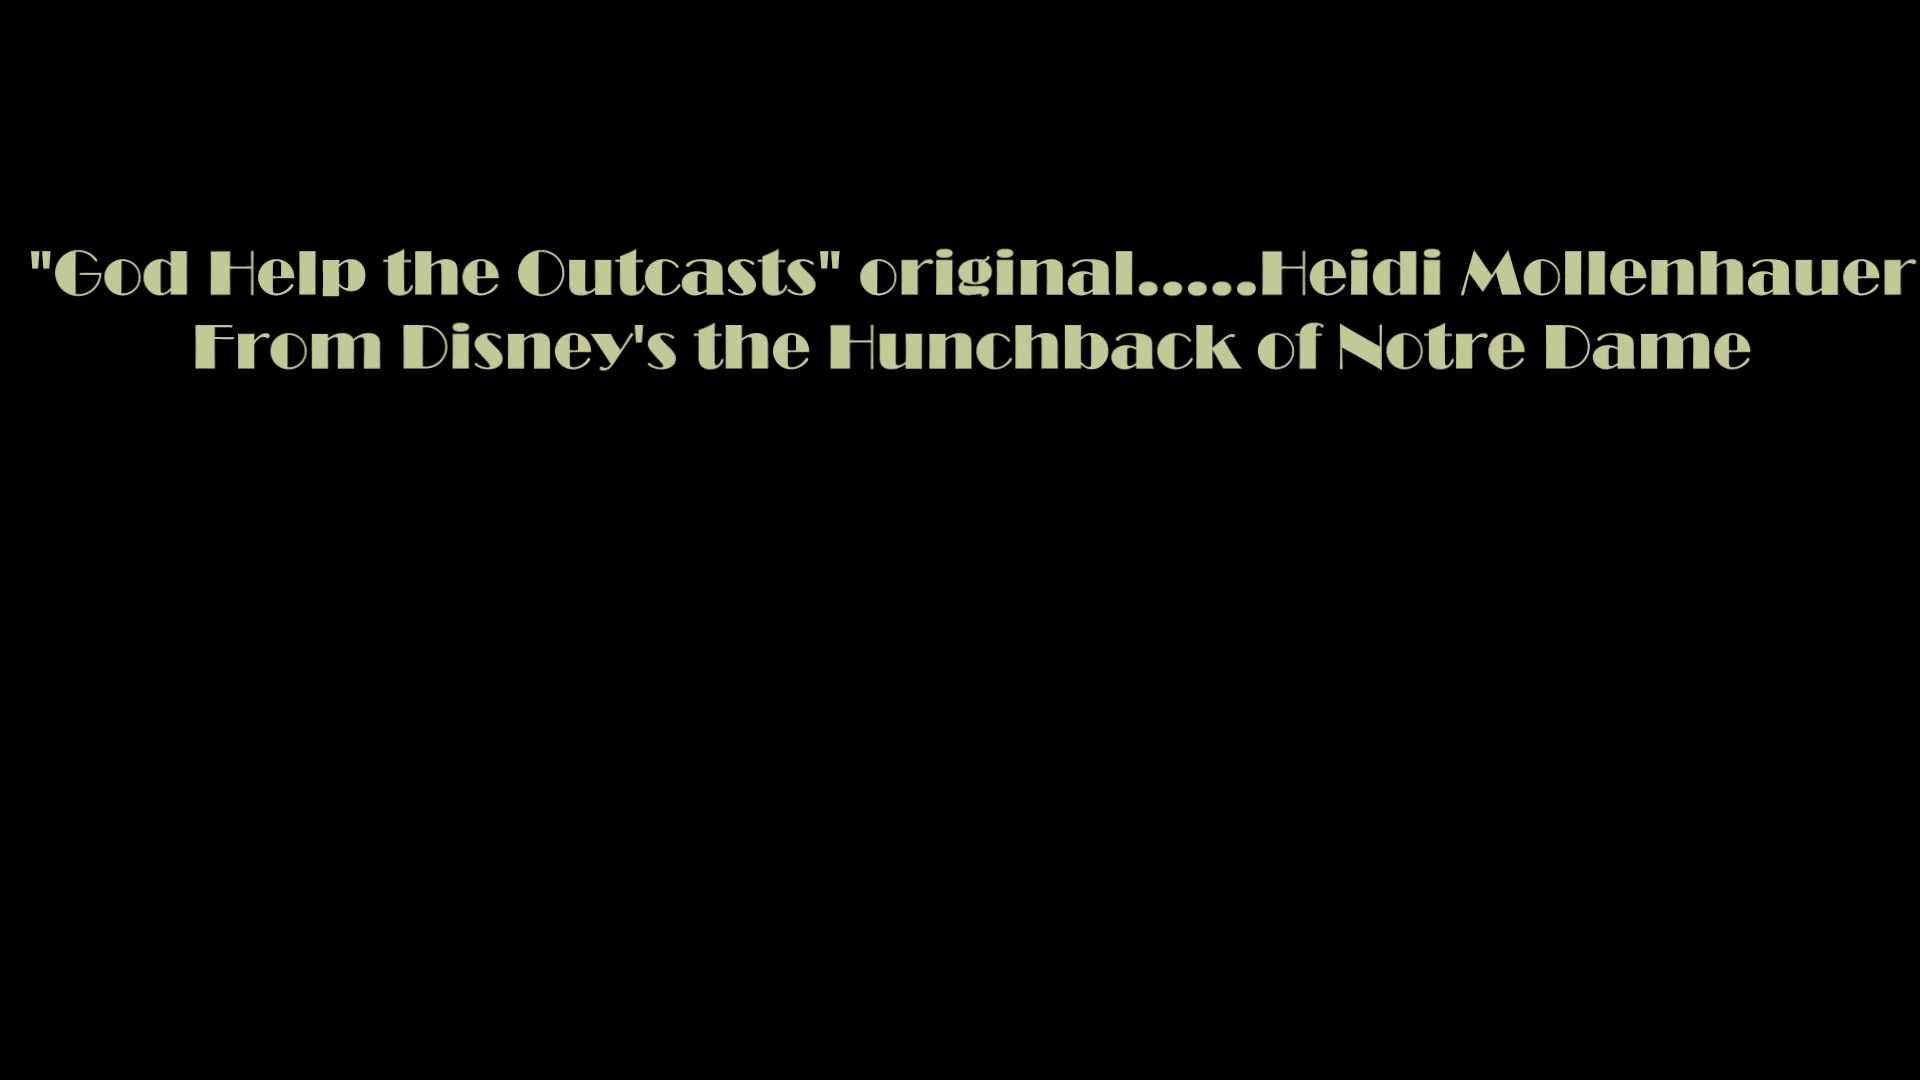 "God Help the Outcasts" original.....Heidi Mollenhauer
From Disney's the Hunchback of Notre Dame